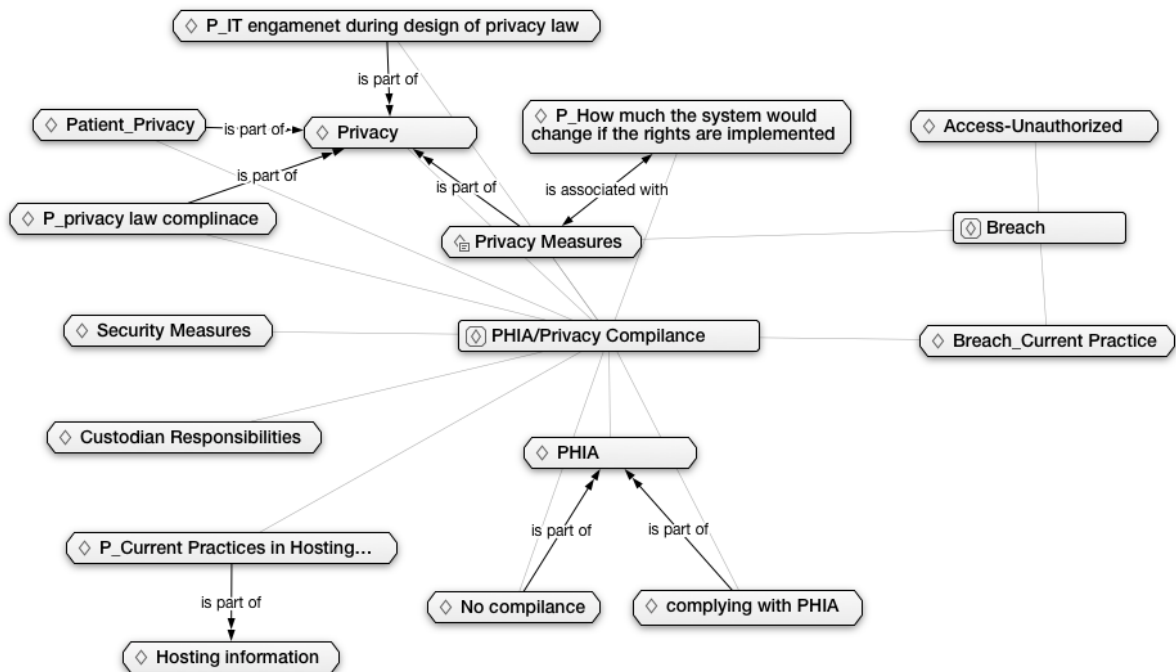 P_IT engamenet during design of privacy law
is part of
Patient_Privacy
is part of
Privacy
P_How much the system would
change if the rights are implemented
Access-Unauthorized
is part of
is part of
is associated with
P_privacy law complinace
Privacy Measures
Breach
Security Measures
PHIA/Privacy Compilance
Breach_Current Practice
Custodian Responsibilities
PHIA
is part of
is part of
P_Current Practices in Hosting...
is part of
No compilance
complying with PHIA
Hosting information